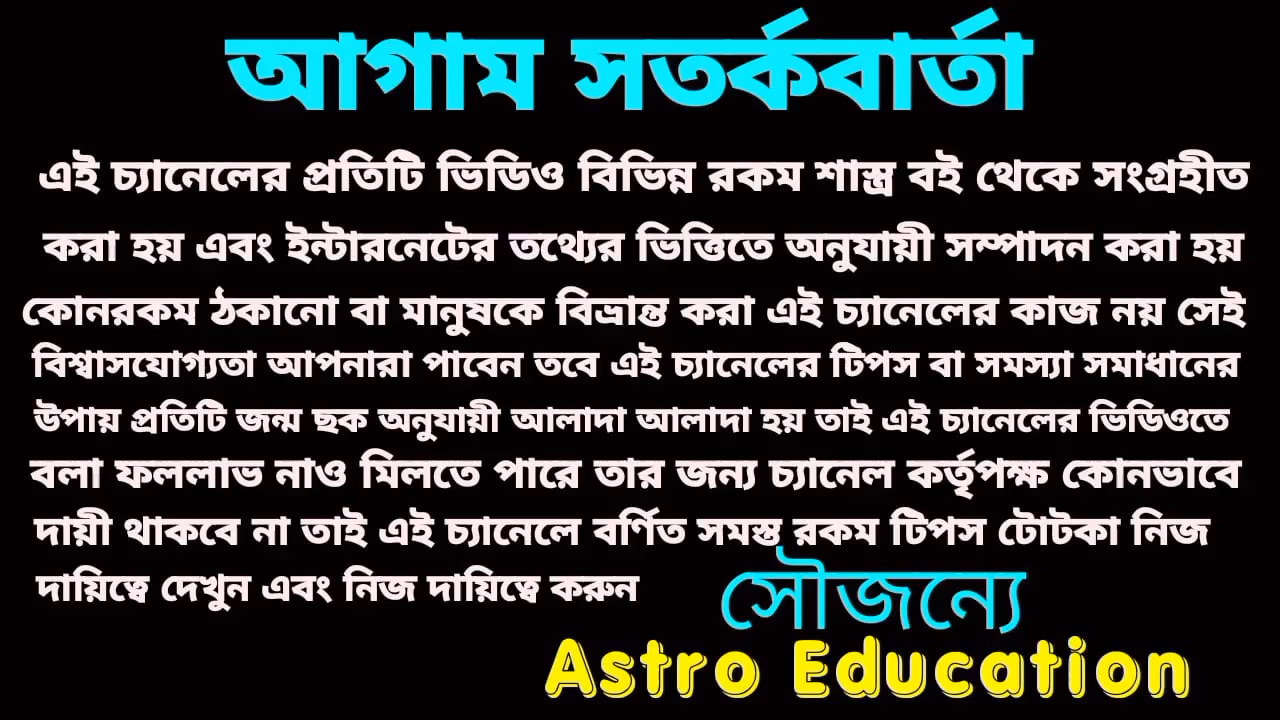 আগাম সতর্কবার্তা
এই চ্যানেলের প্রতিটি ভিডিও বিভিন্ন রকম শাস্ত্র বই থেকে সংগ্রহীত
করা হয় এবং ইন্টারনেটের তথ্যের ভিত্তিতে অনুযায়ী সম্পাদন করা হয়
কোনরকম ঠকানো বা মানুষকে বিভ্রান্ত করা এই চ্যানেলের কাজ নয় সেই
বিশ্বাসযোগ্যতা আপনারা পাবেন তবে এই চ্যানেলের টিপস বা সমস্যা সমাধানের
উপায় প্রতিটি জন্ম ছক অনুযায়ী আলাদা আলাদা হয় তাই এই চ্যানেলের ভিডিওতে
বলা ফললাভ নাও মিলতে পারে তার জন্য চ্যানেল কর্তৃপক্ষ কোনভাবে
দায়ী থাকবে না তাই এই চ্যানেলে বর্ণিত সমস্ত রকম টিপস টোটকা নিজ
দায়িত্বে দেখুন এবং নিজ দায়িত্বে করুন
সৌজন্যে
Astro Education